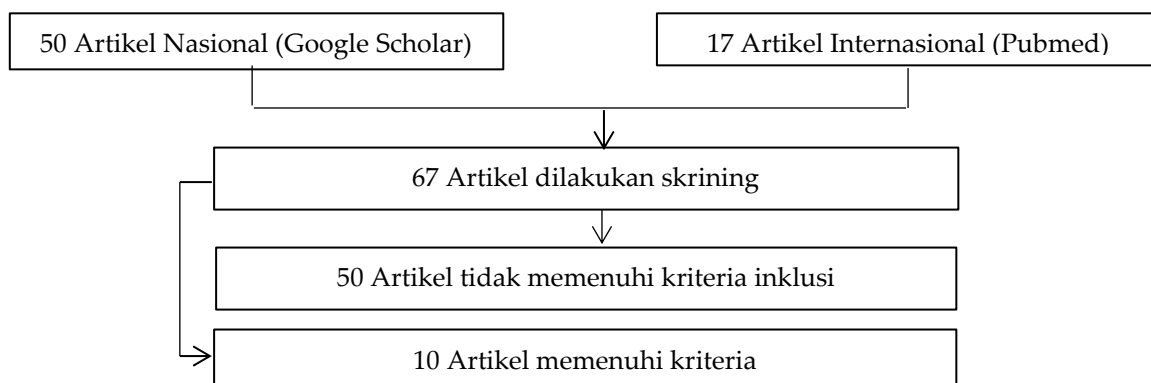 50 Artikel Nasional (Google Scholar)
17 Artikel Internasional (Pubmed)
67 Artikel dilakukan skrining
50 Artikel tidak memenuhi kriteria inklusi
10 Artikel memenuhi kriteria